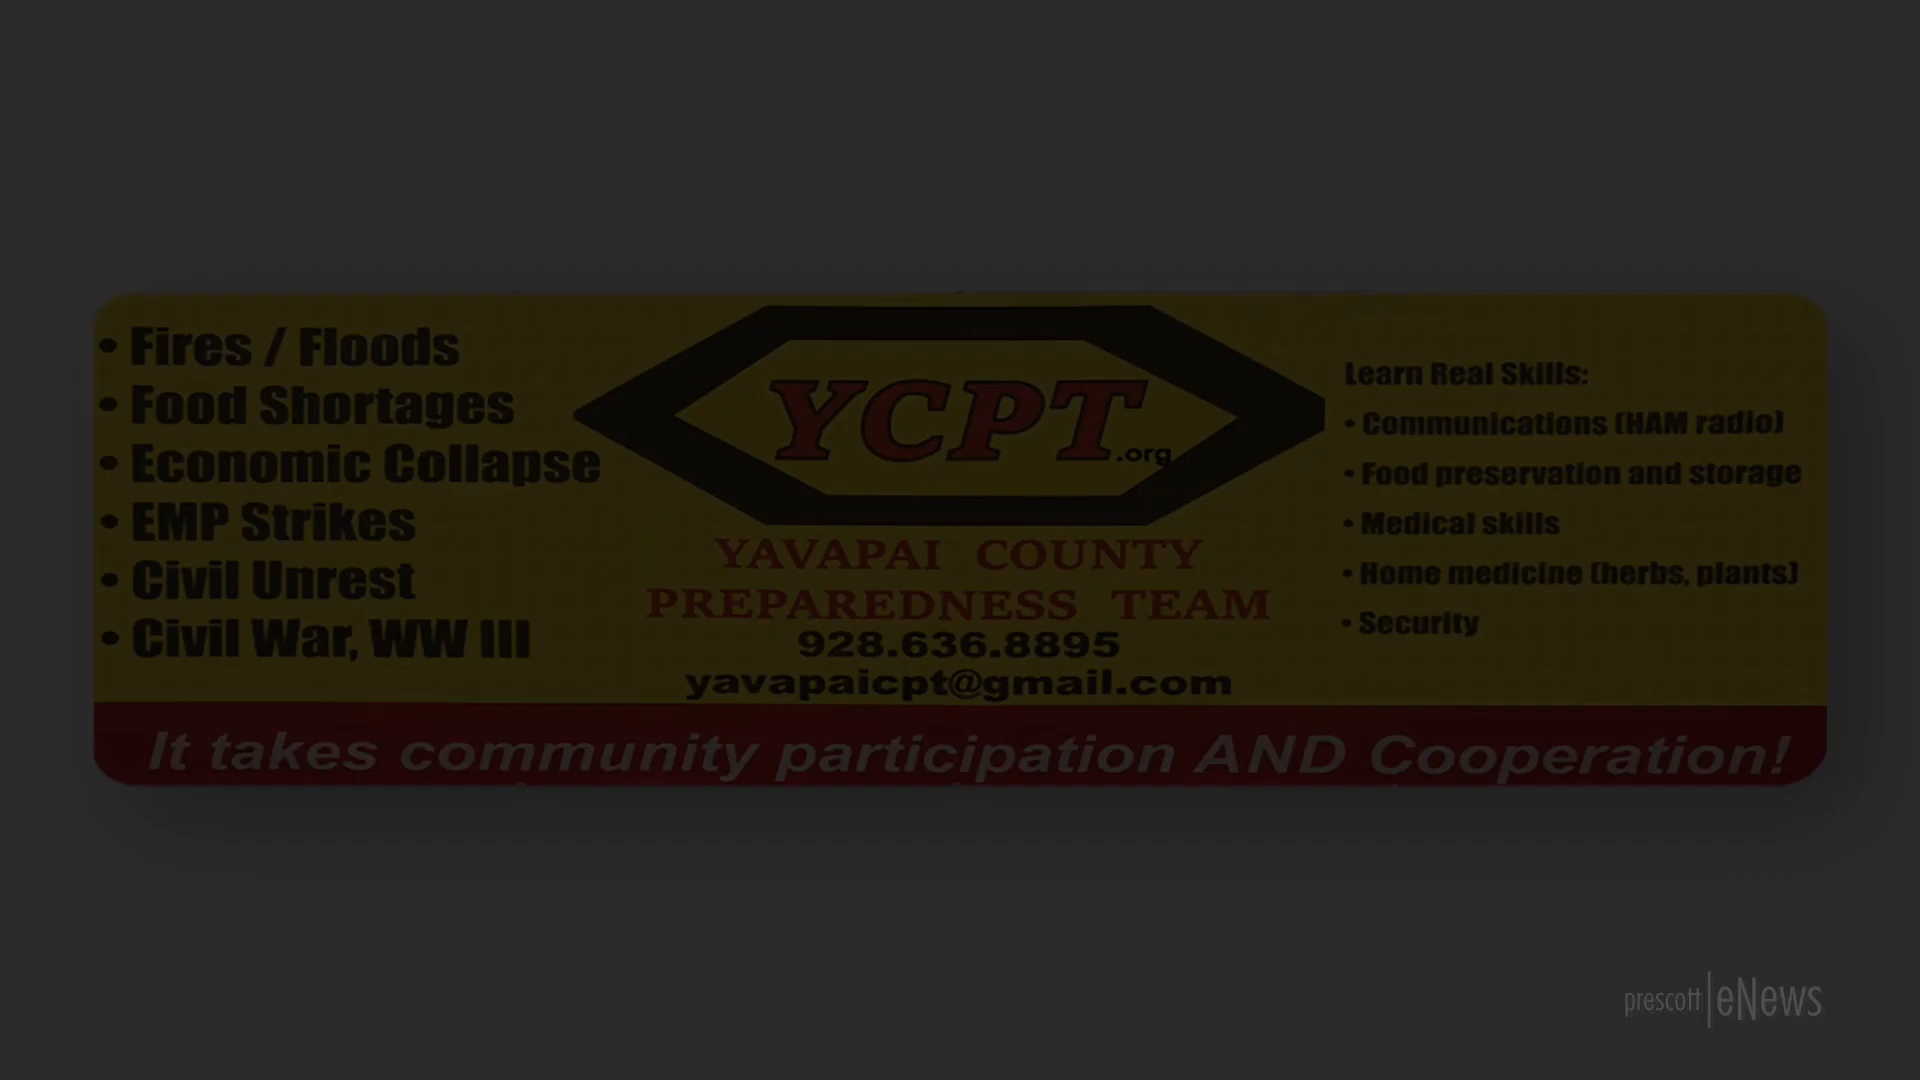 • Fires / Floods
• Food Shortages
• Economic Collapse
• EMP Strikes
• Civil Unrest
• Civil War, WW III
YCPT.org
YAVAPAI COUNTY
PREPAREDNESS TEAM
928.636.8895
yavapaicpt@gmail.com
Learn Real Skills:
• Communications (HAM radio)
• Food preservation and storage
• Medical skills
• Home medicine (herbs, plants)
• Security
It takes community participation AND Cooperation!
prescott|eNews